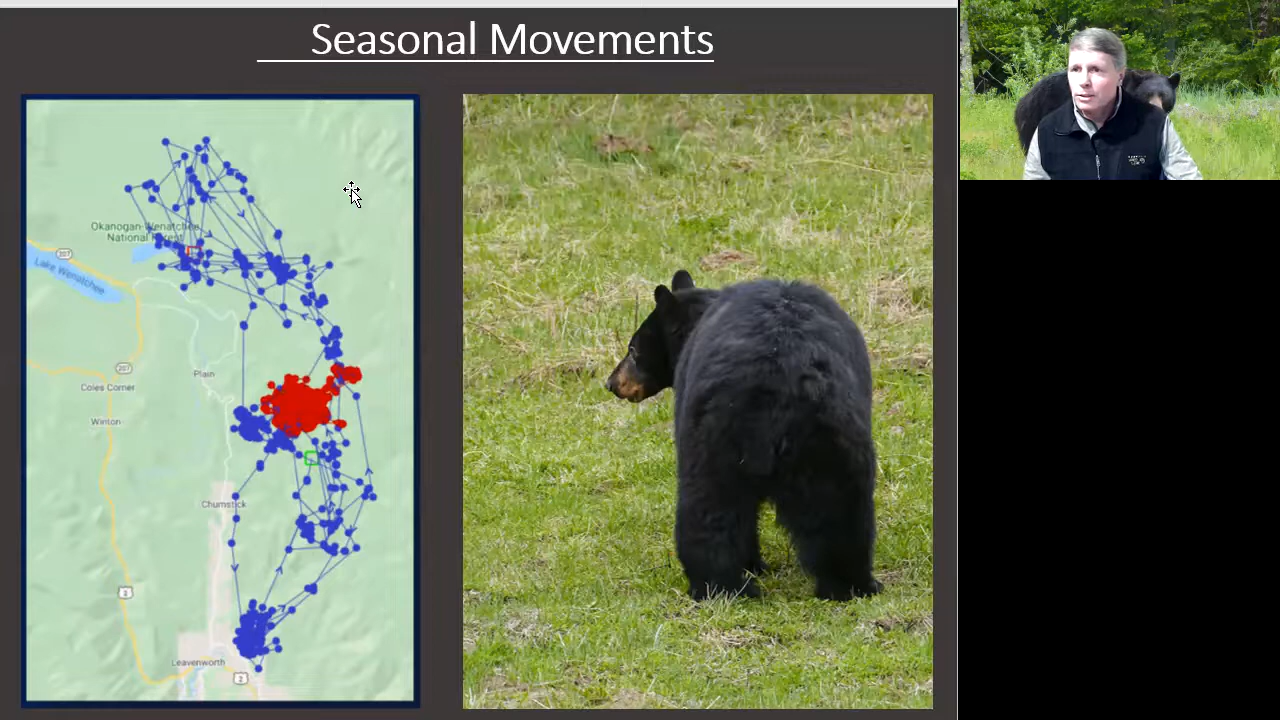 Seasonal Movements
Okanogan-Wenatchee
National Forest
207
Lake Wenatchee
207
Plain
Coles Corner
Winton
Chumstick
2
Leavenworth
2